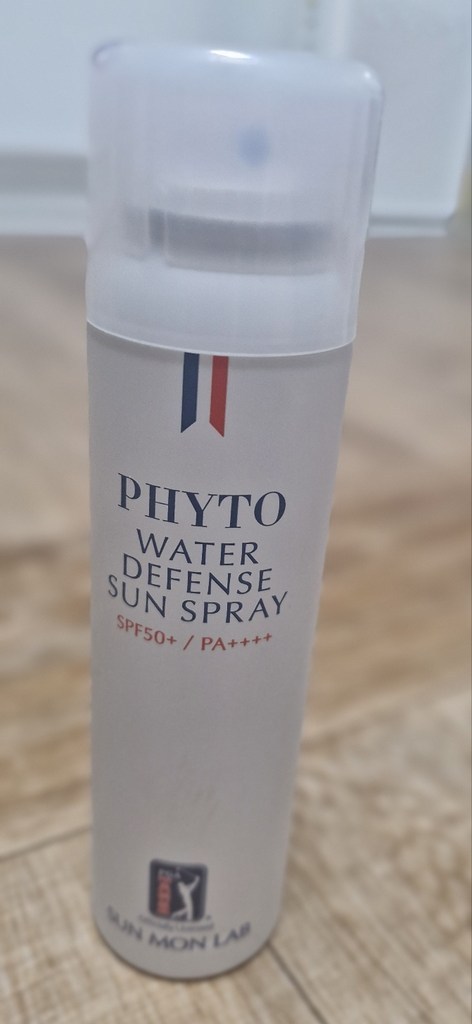 PHYTO
WATER
DEFENSE
SUN SPRAY
SPF50+ / PA++++
SUN MON LAB